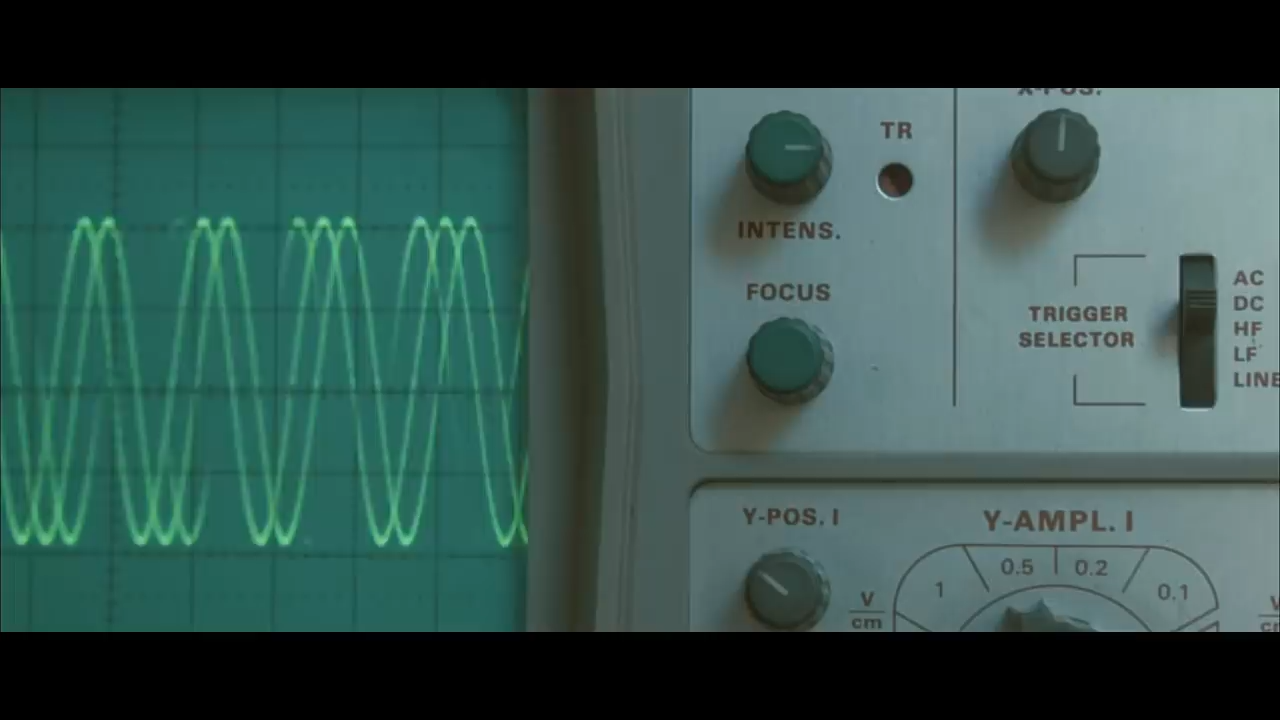 X-POS.
TR
INTENS.
FOCUS
TRIGGER
SELECTOR
AC
DC
HF
LF
LINE
Y-POS. I
Y-AMPL. I
V
cm
1
0.5
0.2
0.1
V